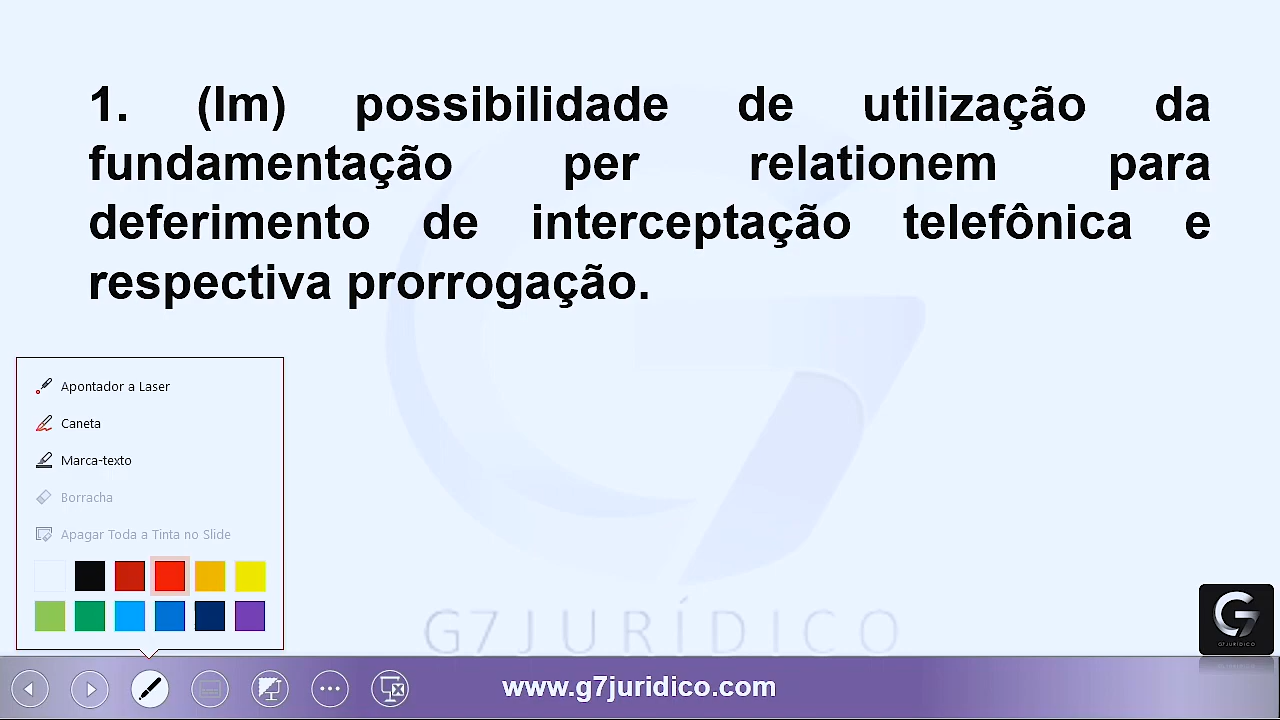 1. (Im) possibilidade de utilização da
fundamentação per relationem para
deferimento de interceptação telefônica e
respectiva prorrogação.
Apontador a Laser
Caneta
Marca-texto
Borracha
Apagar Toda a Tinta no Slide
G7JURÍDICO
G7JURÍDICO
www.g7juridico.com